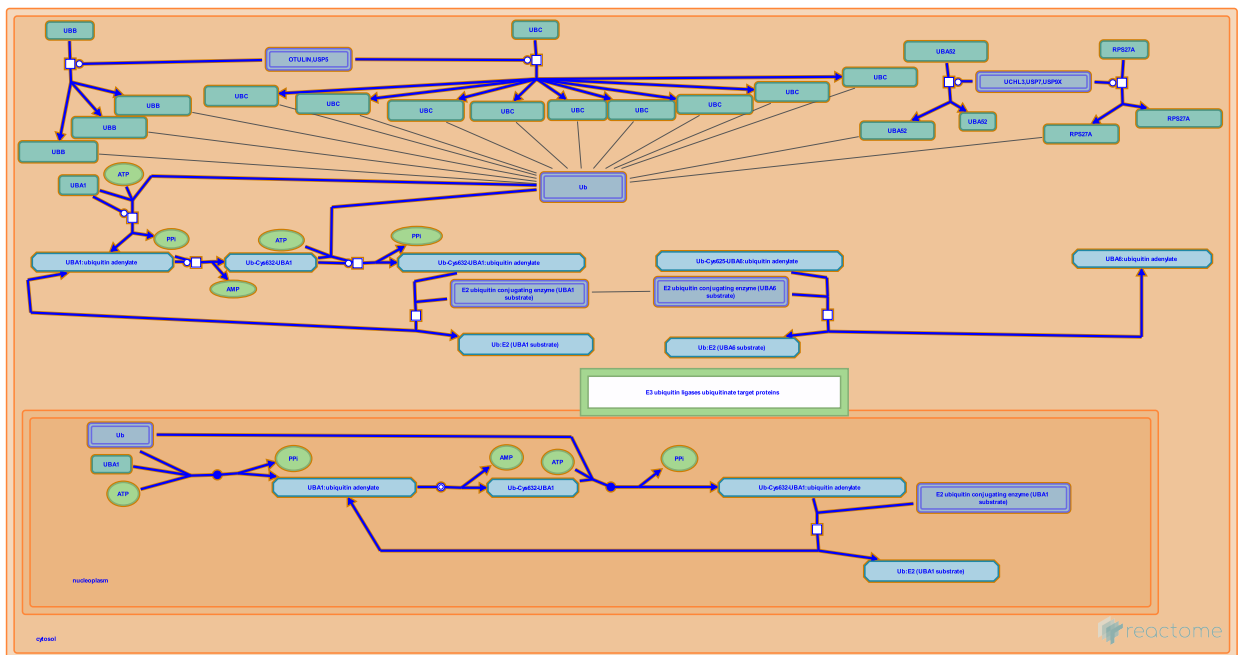 UBB
UBC
OTULIN,USP5
UBA52
RPS27A
UCHL3,USP7,USP9X
UBC
UBC
UBC
UBC
UBC
UBC
UBC
UBC
UBC
UBB
UBB
UBB
UBA52
UBA52
RPS27A
RPS27A
Ub
UBA1
ATP
PPi
UBA1:ubiquitin adenylate
AMP
Ub-Cys632-UBA1
ATP
PPi
Ub-Cys632-UBA1:ubiquitin adenylate
E2 ubiquitin conjugating enzyme (UBA1
substrate)
Ub:E2 (UBA1 substrate)
Ub-Cys625-UBA6:ubiquitin adenylate
E2 ubiquitin conjugating enzyme (UBA6
substrate)
Ub:E2 (UBA6 substrate)
UBA6:ubiquitin adenylate
E3 ubiquitin ligases ubiquitinate target proteins
Ub
UBA1
ATP
PPi
UBA1:ubiquitin adenylate
AMP
Ub-Cys632-UBA1
ATP
PPi
Ub-Cys632-UBA1:ubiquitin adenylate
E2 ubiquitin conjugating enzyme (UBA1
substrate)
Ub:E2 (UBA1 substrate)
nucleoplasm
cytosol
reactome